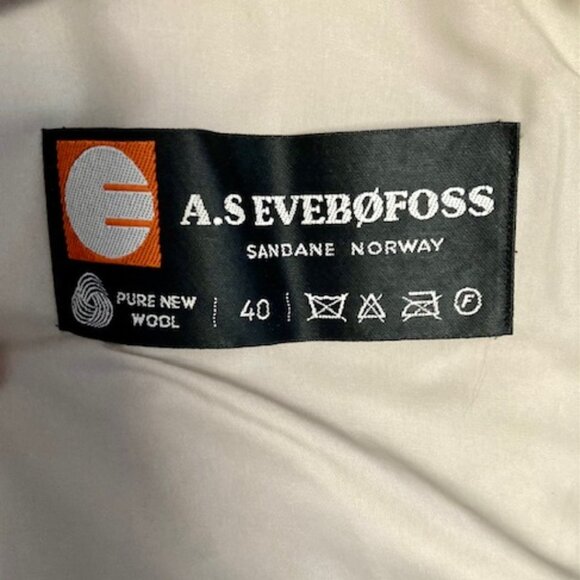 A.S EVEBØFOSS
SANDANE NORWAY
PURE NEW
WOOL
40
F